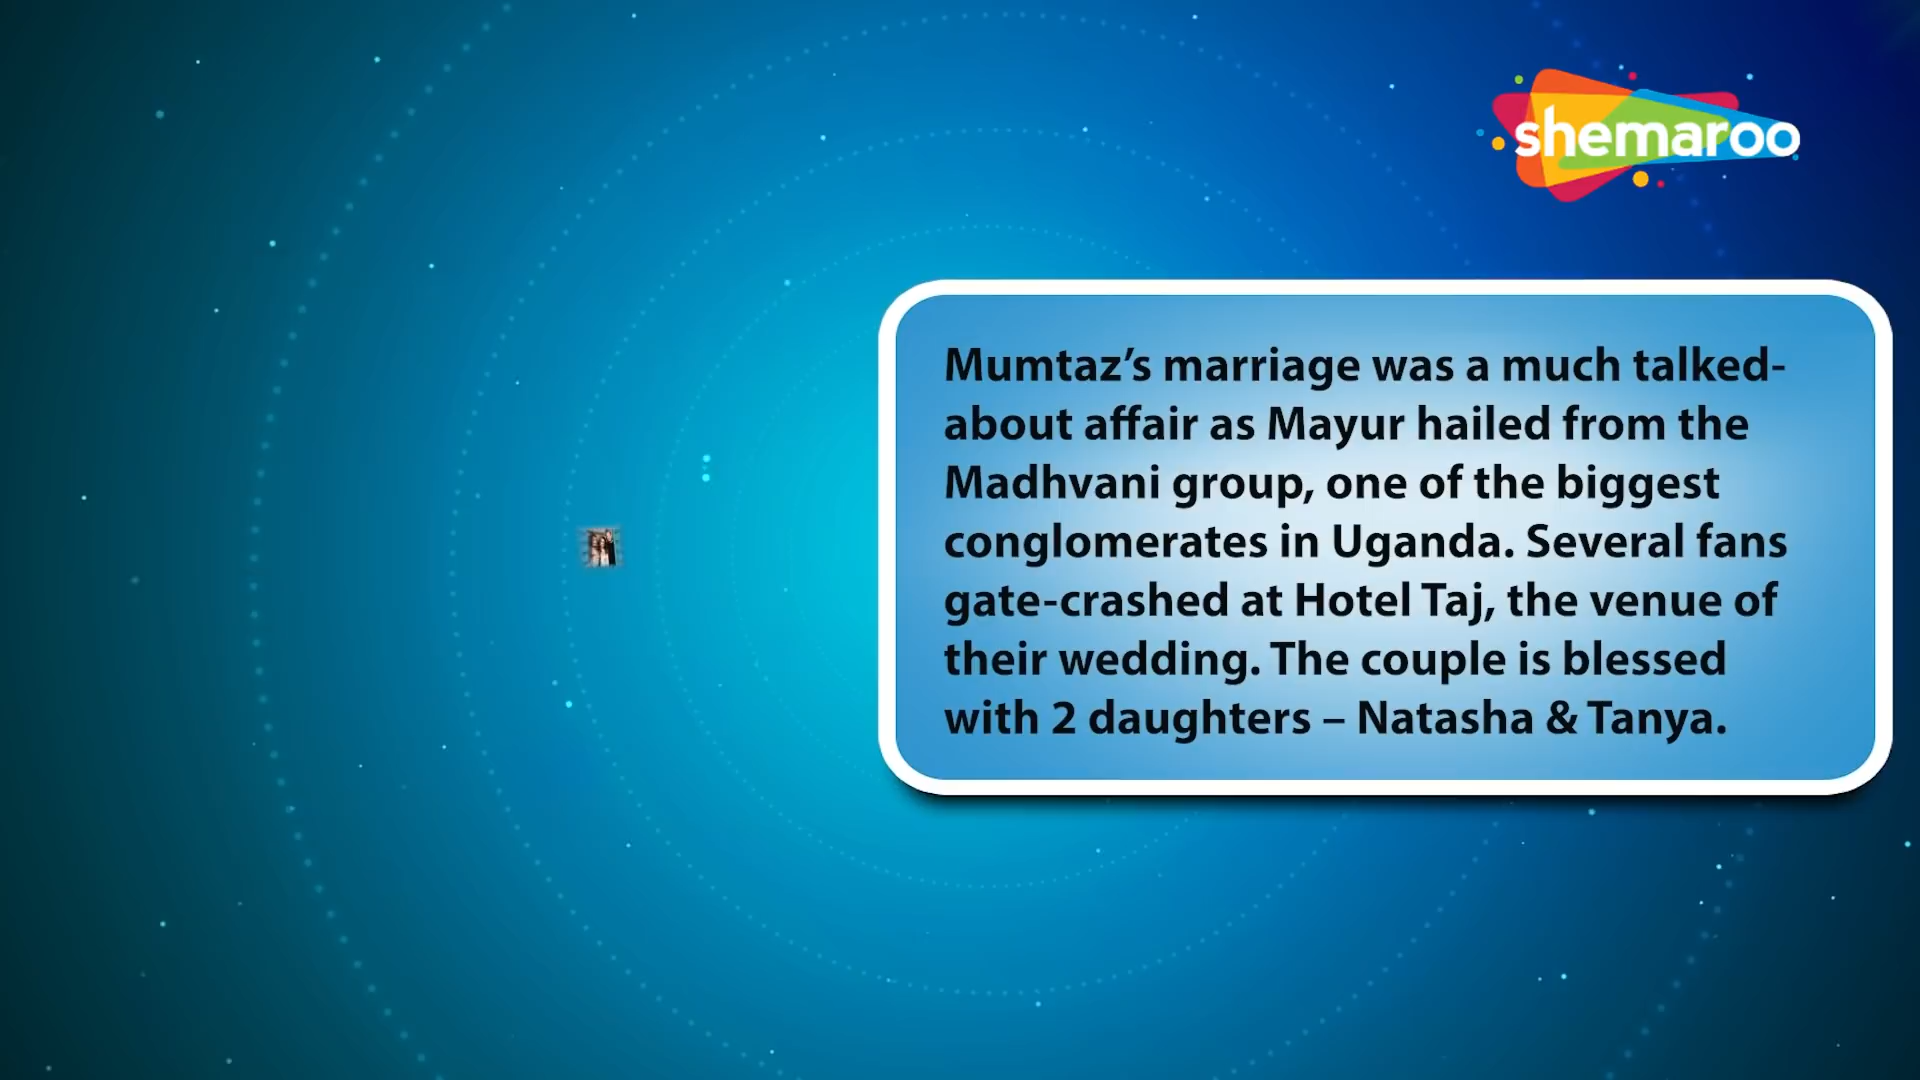 shemaroo
Mumtaz’s marriage was a much talked-
about affair as Mayur hailed from the
Madhvani group, one of the biggest
conglomerates in Uganda. Several fans
gate-crashed at Hotel Taj, the venue of
their wedding. The couple is blessed
with 2 daughters – Natasha & Tanya.